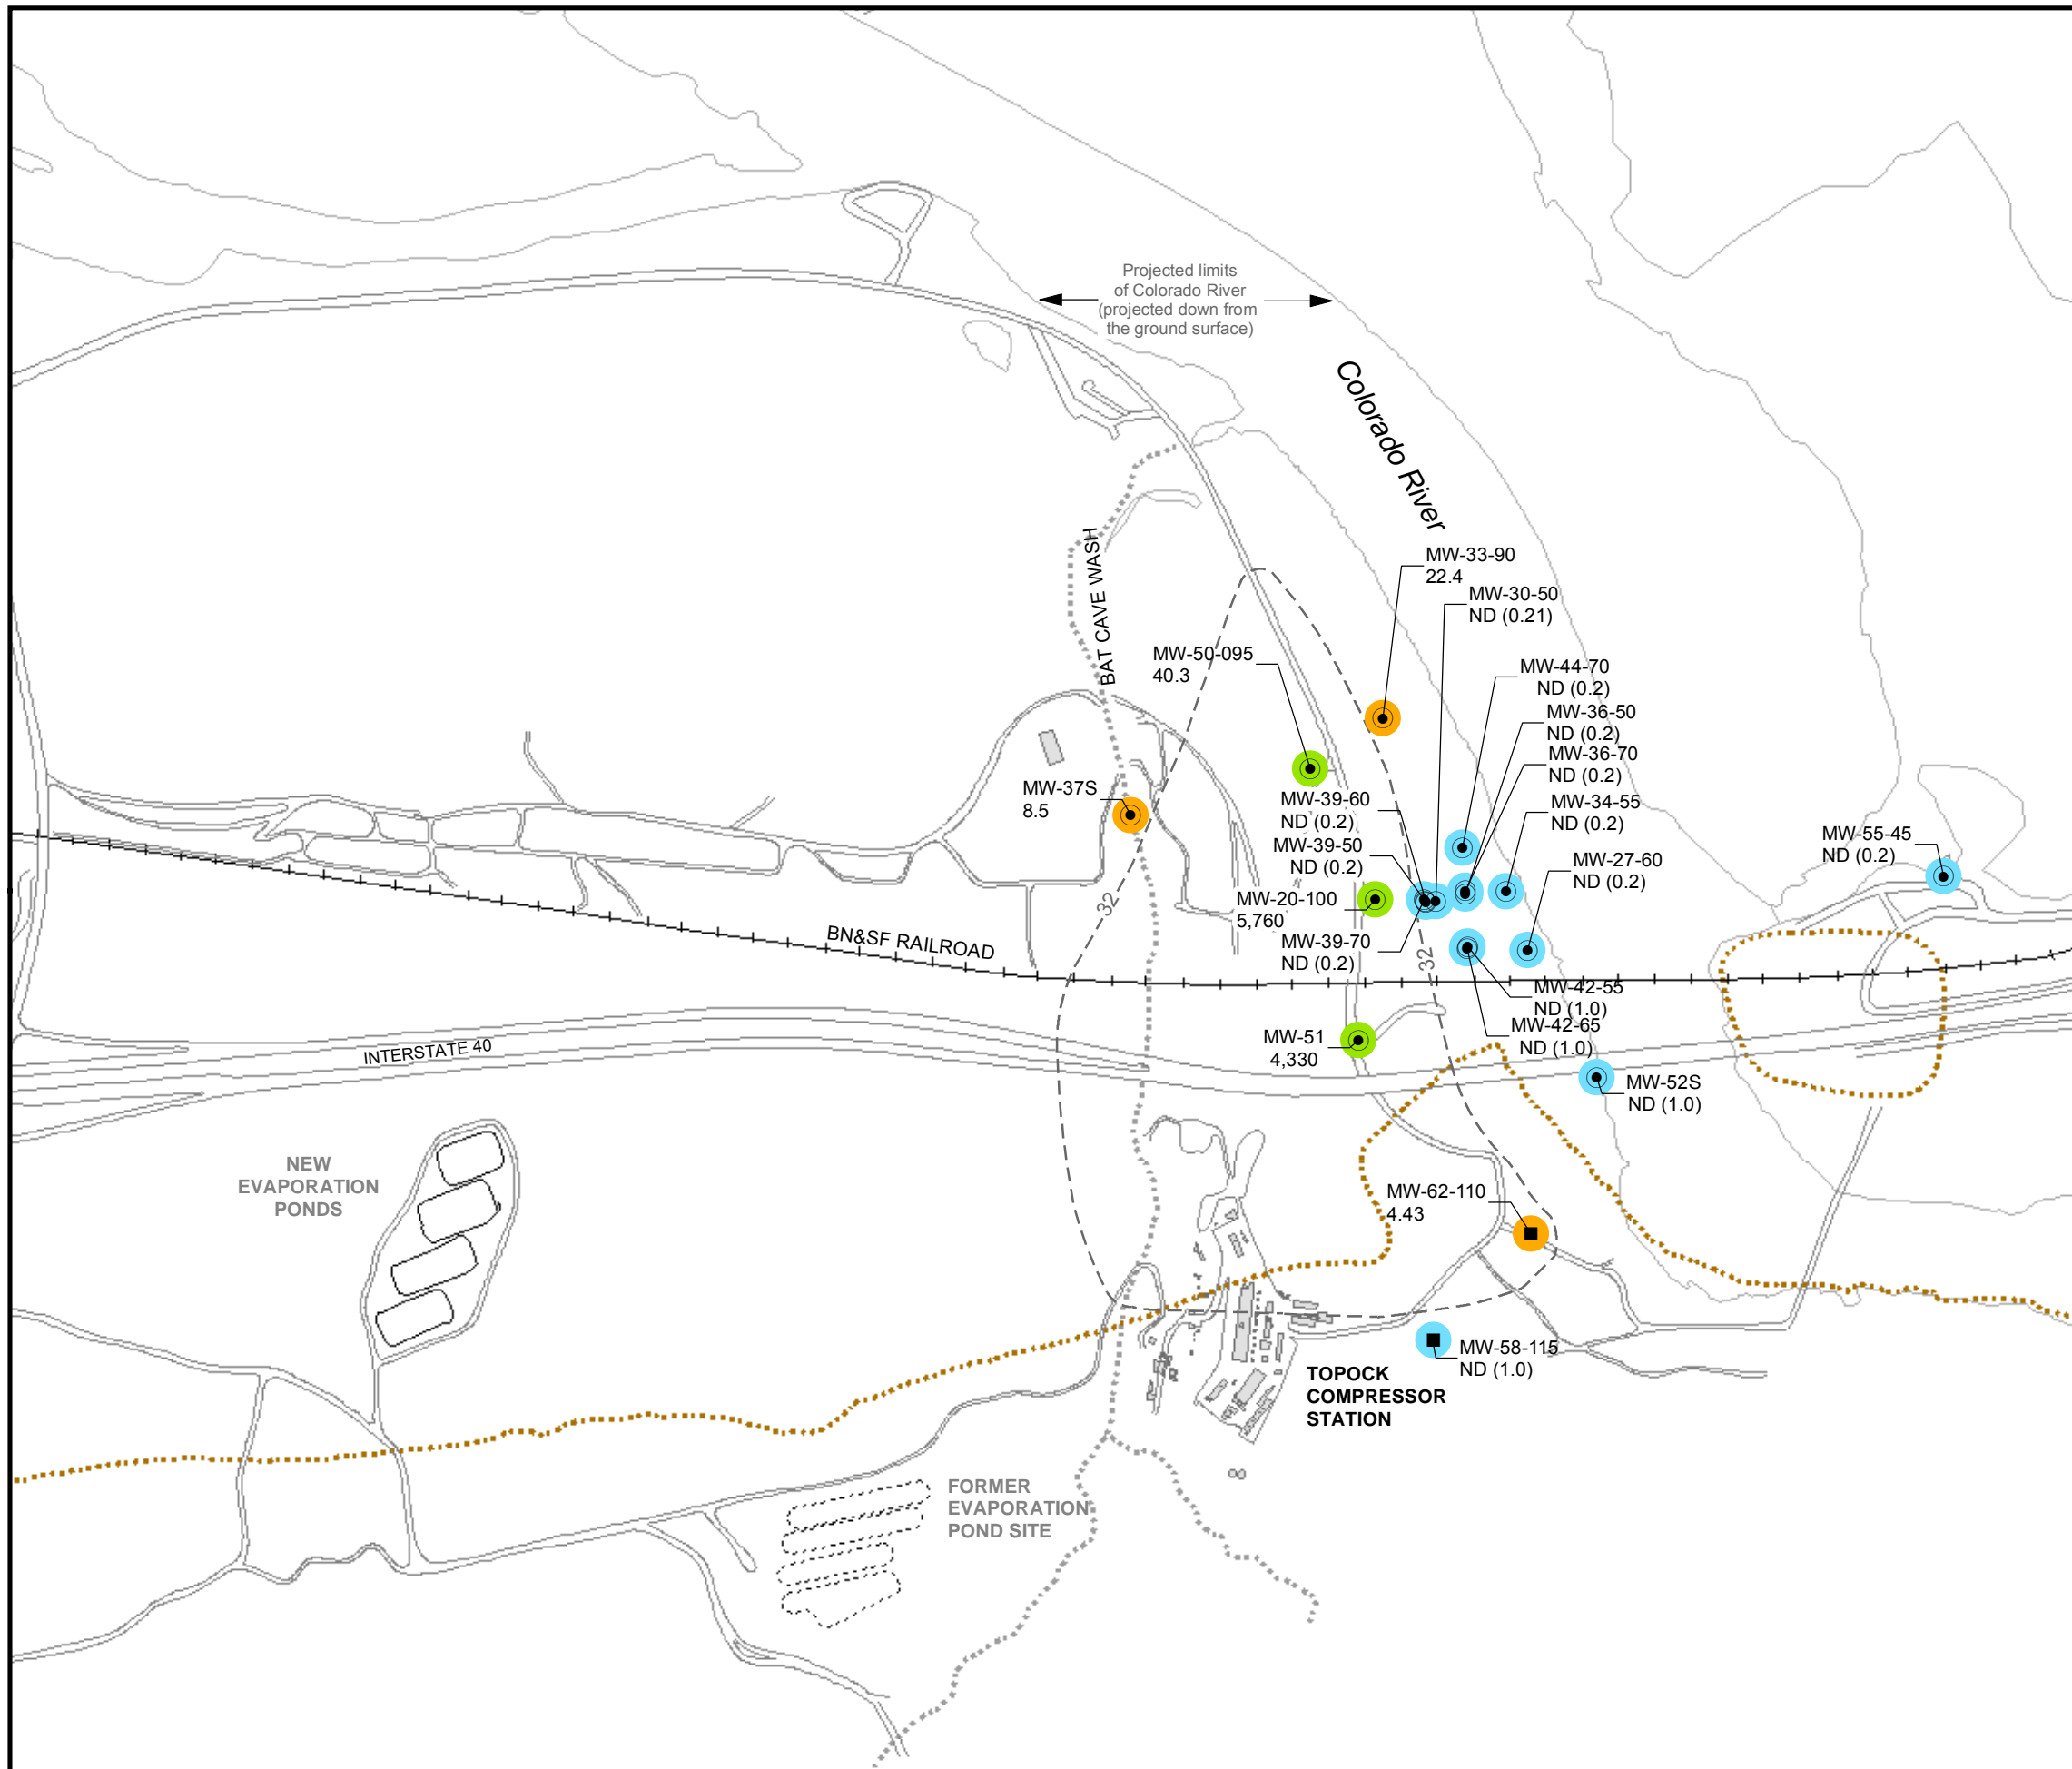 Projected limits
of Colorado River
(projected down from
the ground surface)
Colorado River
BAT CAVE WASH
MW-33-90
22.4
MW-30-50
ND (0.21)
MW-50-095
40.3
MW-44-70
ND (0.2)
MW-36-50
ND (0.2)
MW-36-70
ND (0.2)
MW-37S
8.5
MW-39-60
ND (0.2)
MW-34-55
ND (0.2)
MW-39-50
ND (0.2)
MW-55-45
ND (0.2)
MW-27-60
ND (0.2)
MW-20-100
5,760
32
BN&SF RAILROAD
MW-39-70
ND (0.2)
32
MW-42-55
ND (1.0)
MW-42-65
ND (1.0)
MW-51
4,330
INTERSTATE 40
MW-52S
ND (1.0)
NEW
EVAPORATION
PONDS
MW-62-110
4.43
MW-58-115
ND (1.0)
TOPOCK
COMPRESSOR
STATION
FORMER
EVAPORATION
POND SITE